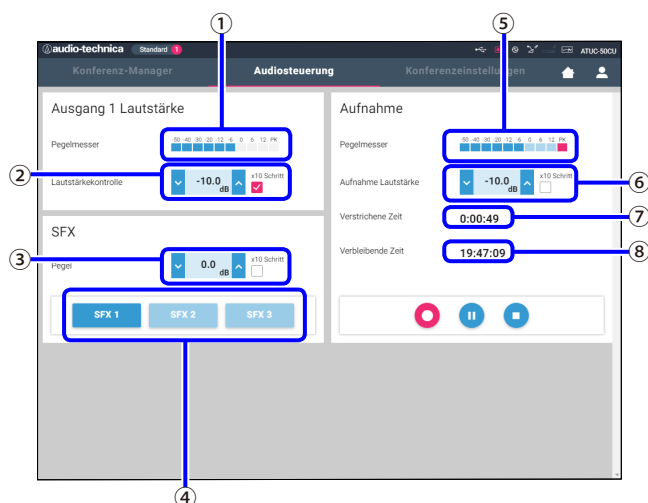 ① ⑤
audio-technica Standard 1 ATUC-50CU
Konferenz-Manager Audiosteuerung Konferenzeinstellungen
Ausgang 1 Lautstärke
Pegelmesser -50 -40 -30 -20 -12 -6 0 6 12 PK
② Lautstärkekontrolle -10.0 dB x10 Schritt
SFX
③ Pegel 0.0 dB x10 Schritt
SFX 1 SFX 2 SFX 3
④
Aufnahme
Pegelmesser -50 -40 -30 -20 -12 -6 0 6 12 PK
Aufnahme Lautstärke -10.0 dB x10 Schritt ⑥
Verstrichene Zeit 0:00:49 ⑦
Verbleibende Zeit 19:47:09 ⑧